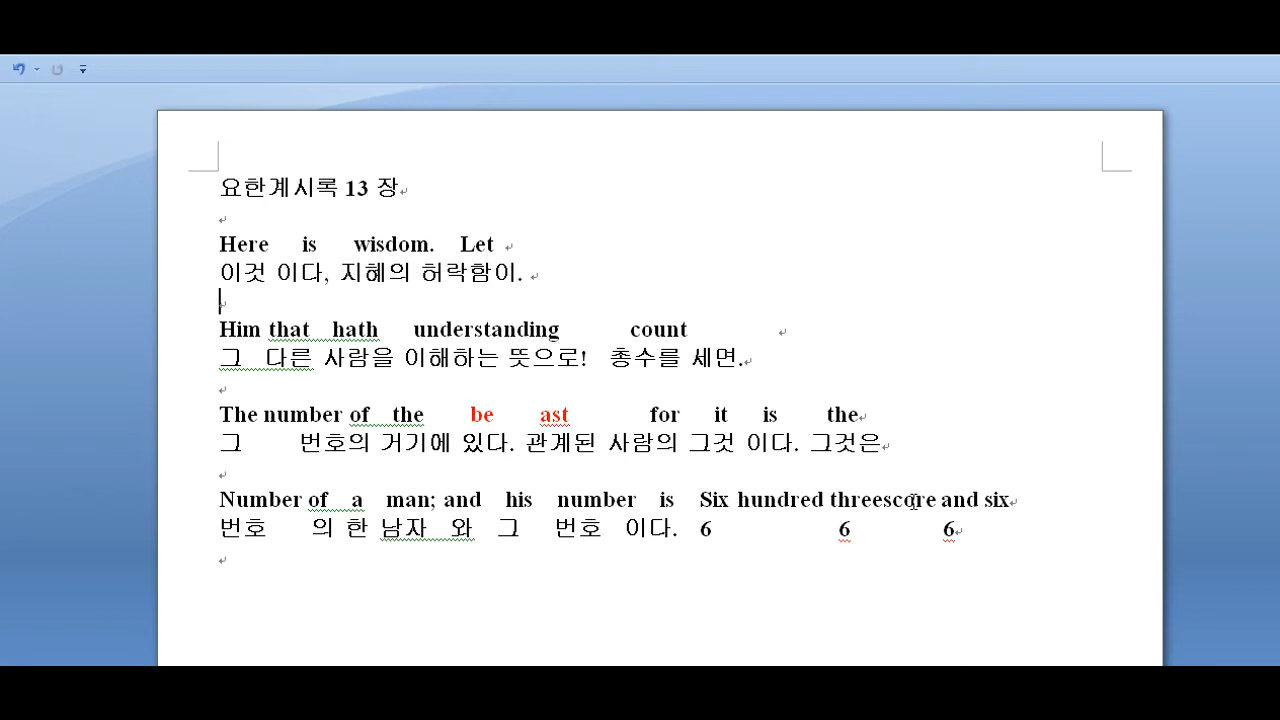 요한계시록 13 장
Here is wisdom. Let
이것 이다, 지혜의 허락함이.
Him that hath understanding count
그 다른 사람을 이해하는 뜻으로! 총수를 세면.
The number of the be ast for it is the
그 번호의 거기에 있다. 관계된 사람의 그것 이다. 그것은
Number of a man; and his number is Six hundred threescore and six
번호 의 한 남자 와 그 번호 이다. 6 6 6